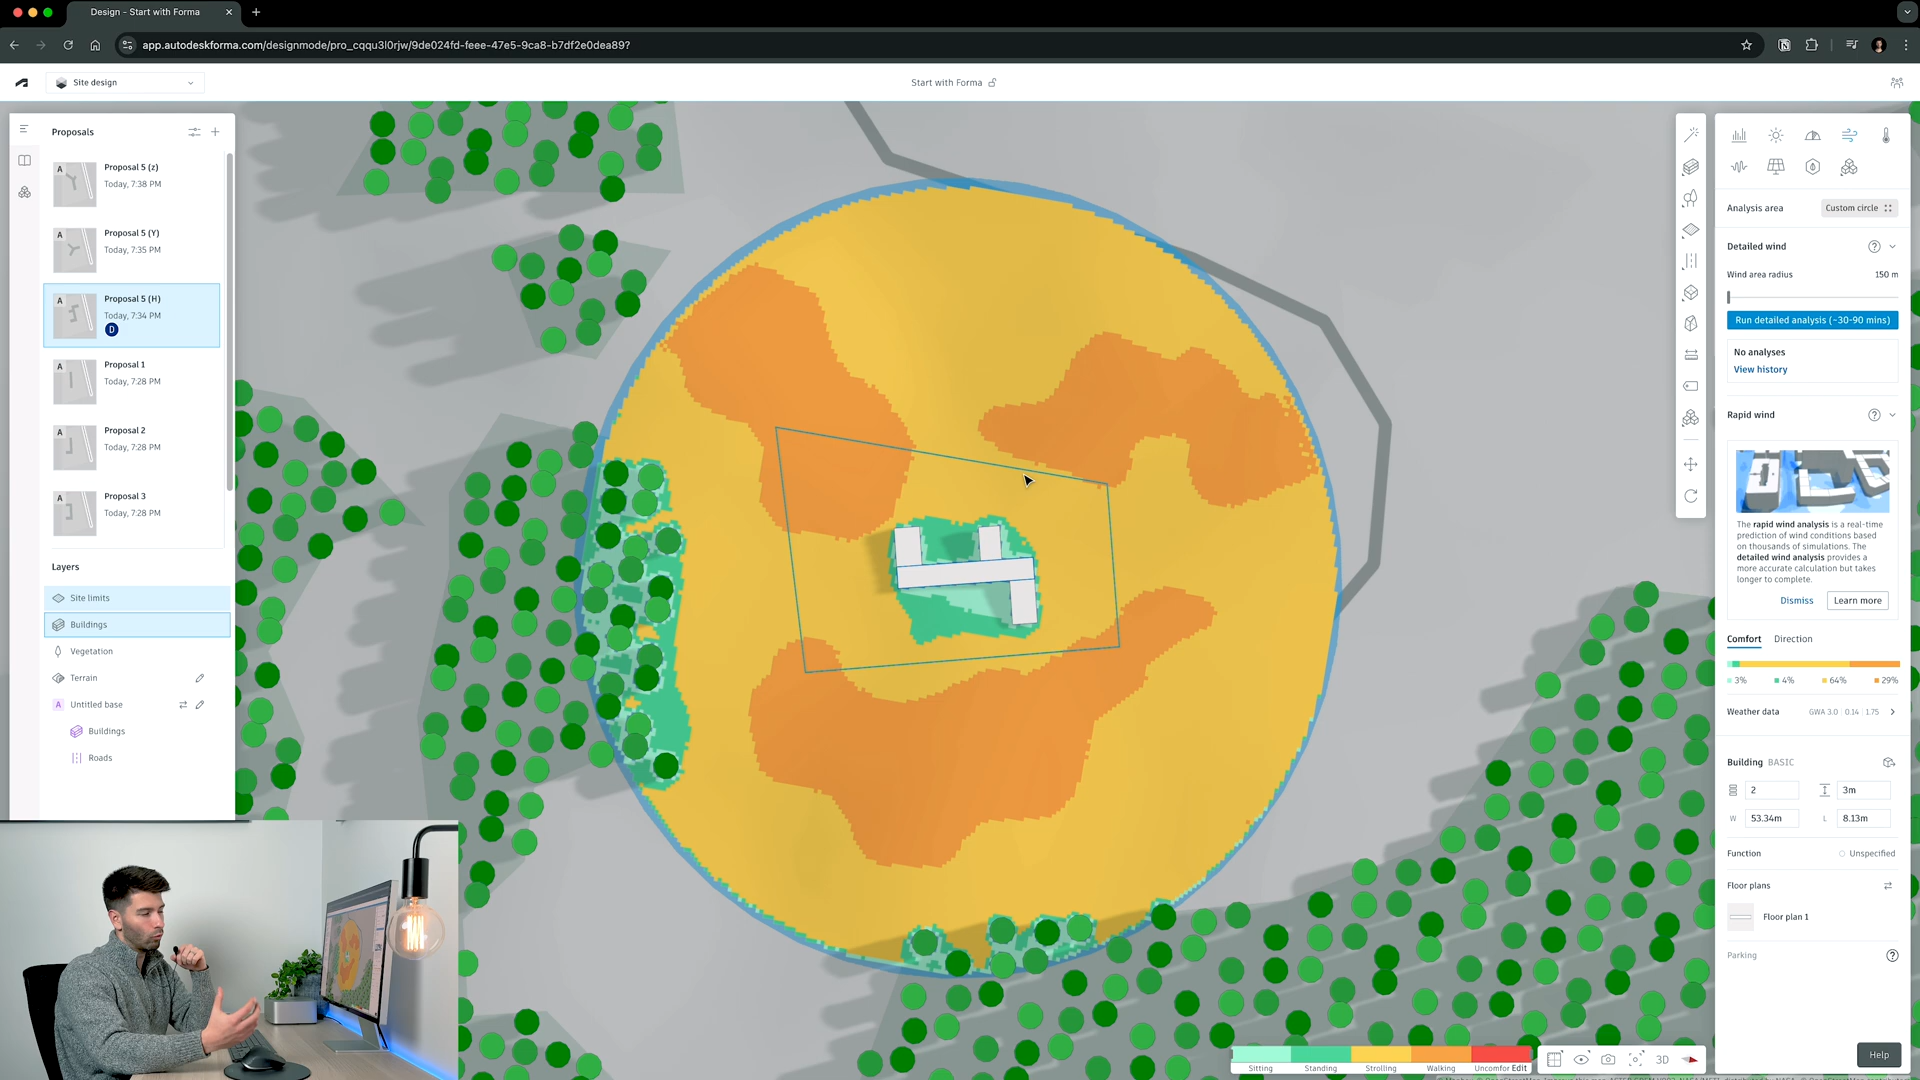 Design - Start with Forma
app.autodeskforma.com/designmode/pro_cqqu3l0rjw/9de024fd-feee-47e5-9ca8-b7df2e0dea89?
Site design
Start with Forma
Proposals
A
Proposal 5 (z)
Today, 7:38 PM
A
Proposal 5 (Y)
Today, 7:35 PM
A
Proposal 5 (H)
Today, 7:34 PM
D
A
Proposal 1
Today, 7:28 PM
A
Proposal 2
Today, 7:28 PM
A
Proposal 3
Today, 7:28 PM
Layers
Site limits
Buildings
Vegetation
Terrain
A Untitled base
Buildings
Roads
Analysis area
Custom circle
Detailed wind
Wind area radius
150 m
Run detailed analysis (~30-90 mins)
No analyses
View history
Rapid wind
The rapid wind analysis is a real-time
prediction of wind conditions based
on thousands of simulations. The
detailed wind analysis provides a
more accurate calculation but takes
longer to complete.
Dismiss
Learn more
Comfort
Direction
3%
4%
64%
29%
Weather data
GWA 3.0 | 0.14 | 1.75
Building BASIC
2
3m
W
53.34m
L
8.13m
Function
Unspecified
Floor plans
Floor plan 1
Parking
Help
Sitting
Standing
Strolling
Walking
Uncomfor Edit
3D